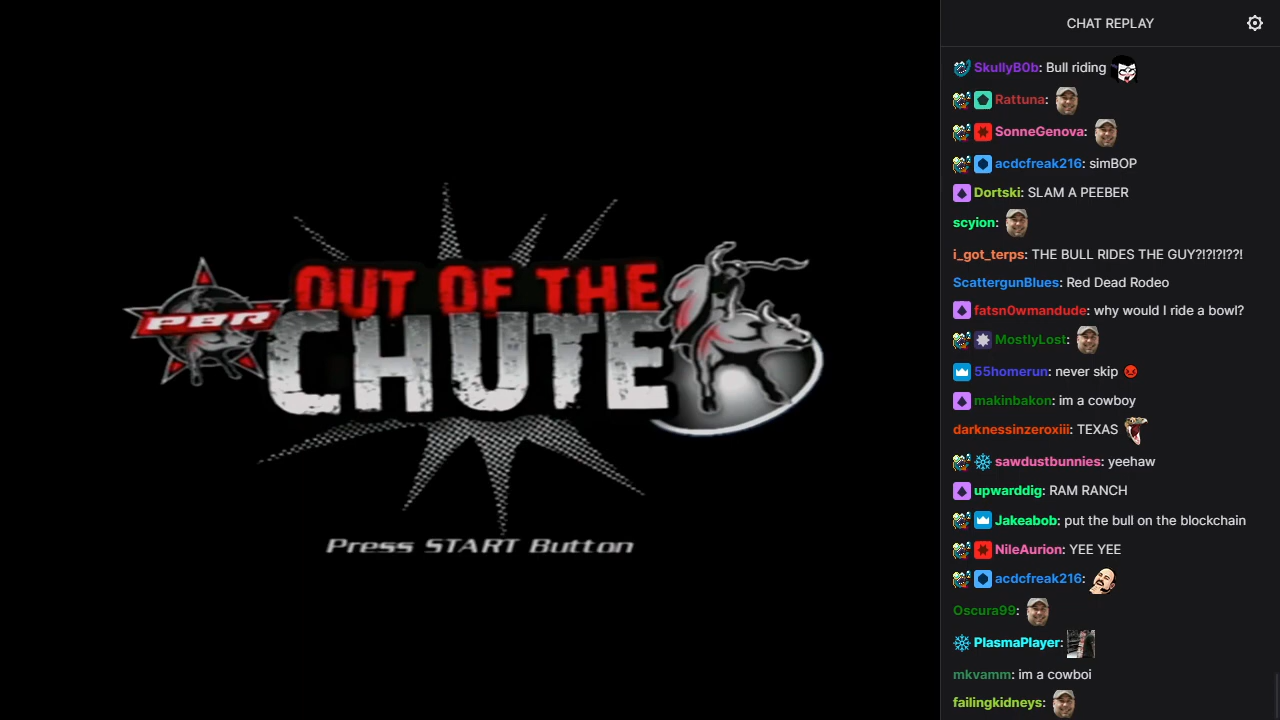 CHAT REPLAY
SkullyB0b: Bull riding
Rattuna:
SonneGenova:
acdcfreak216: simBOP
Dortski: SLAM A PEEBER
scyion:
i_got_terps: THE BULL RIDES THE GUY?!?!?!??!
ScattergunBlues: Red Dead Rodeo
fatsn0wmandude: why would I ride a bowl?
MostlyLost:
55homerun: never skip
makinbakon: im a cowboy
darknessinzeroxiii: TEXAS
sawdustbunnies: yeehaw
upwarddig: RAM RANCH
Jakeabob: put the bull on the blockchain
NileAurion: YEE YEE
acdcfreak216:
Oscura99:
PlasmaPlayer:
mkvamm: im a cowboi
failingkidneys:
PBR
OUT OF THE
CHUTE
Press START Button